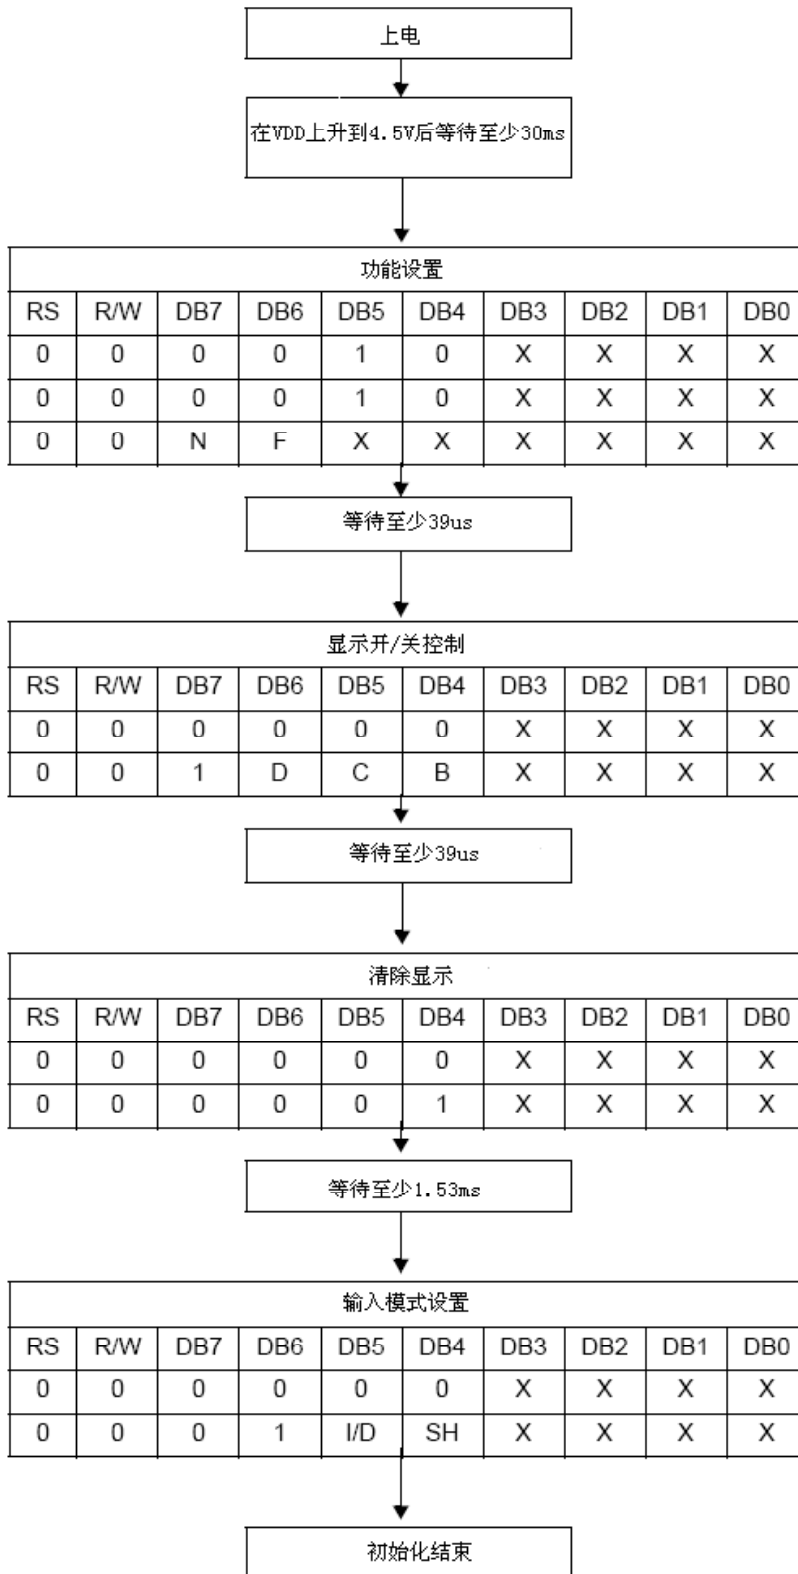 上电
在VDD上升到4.5V后等待至少30ms
功能设置
RS R/W DB7 DB6 DB5 DB4 DB3 DB2 DB1 DB0
0 0 0 0 1 0 X X X X
0 0 0 0 1 0 X X X X
0 0 N F X X X X X X
等待至少39us
显示开/关控制
RS R/W DB7 DB6 DB5 DB4 DB3 DB2 DB1 DB0
0 0 0 0 0 0 X X X X
0 0 1 D C B X X X X
等待至少39us
清除显示
RS R/W DB7 DB6 DB5 DB4 DB3 DB2 DB1 DB0
0 0 0 0 0 0 X X X X
0 0 0 0 0 1 X X X X
等待至少1.53ms
输入模式设置
RS R/W DB7 DB6 DB5 DB4 DB3 DB2 DB1 DB0
0 0 0 0 0 0 X X X X
0 0 0 1 I/D SH X X X X
初始化结束